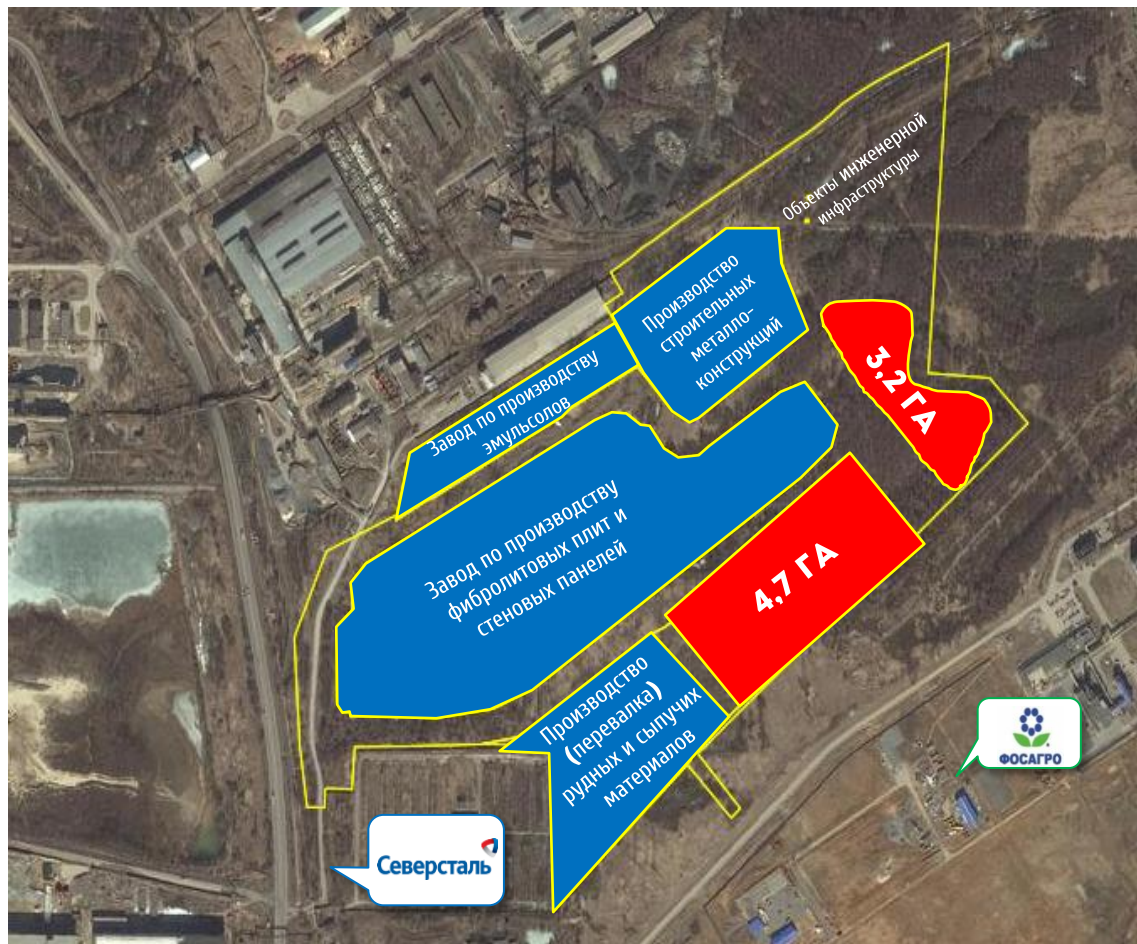 Объекты инженерной
инфраструктуры
Производство
строительных
металло-
конструкций
3,2 ГА
Завод по производству
эмульсолов
Завод по производству
фибролитовых плит и
стеновых панелей
4,7 ГА
Производство
(перевалка)
рудных и сыпучих
материалов
ФОСАГРО
Северсталь